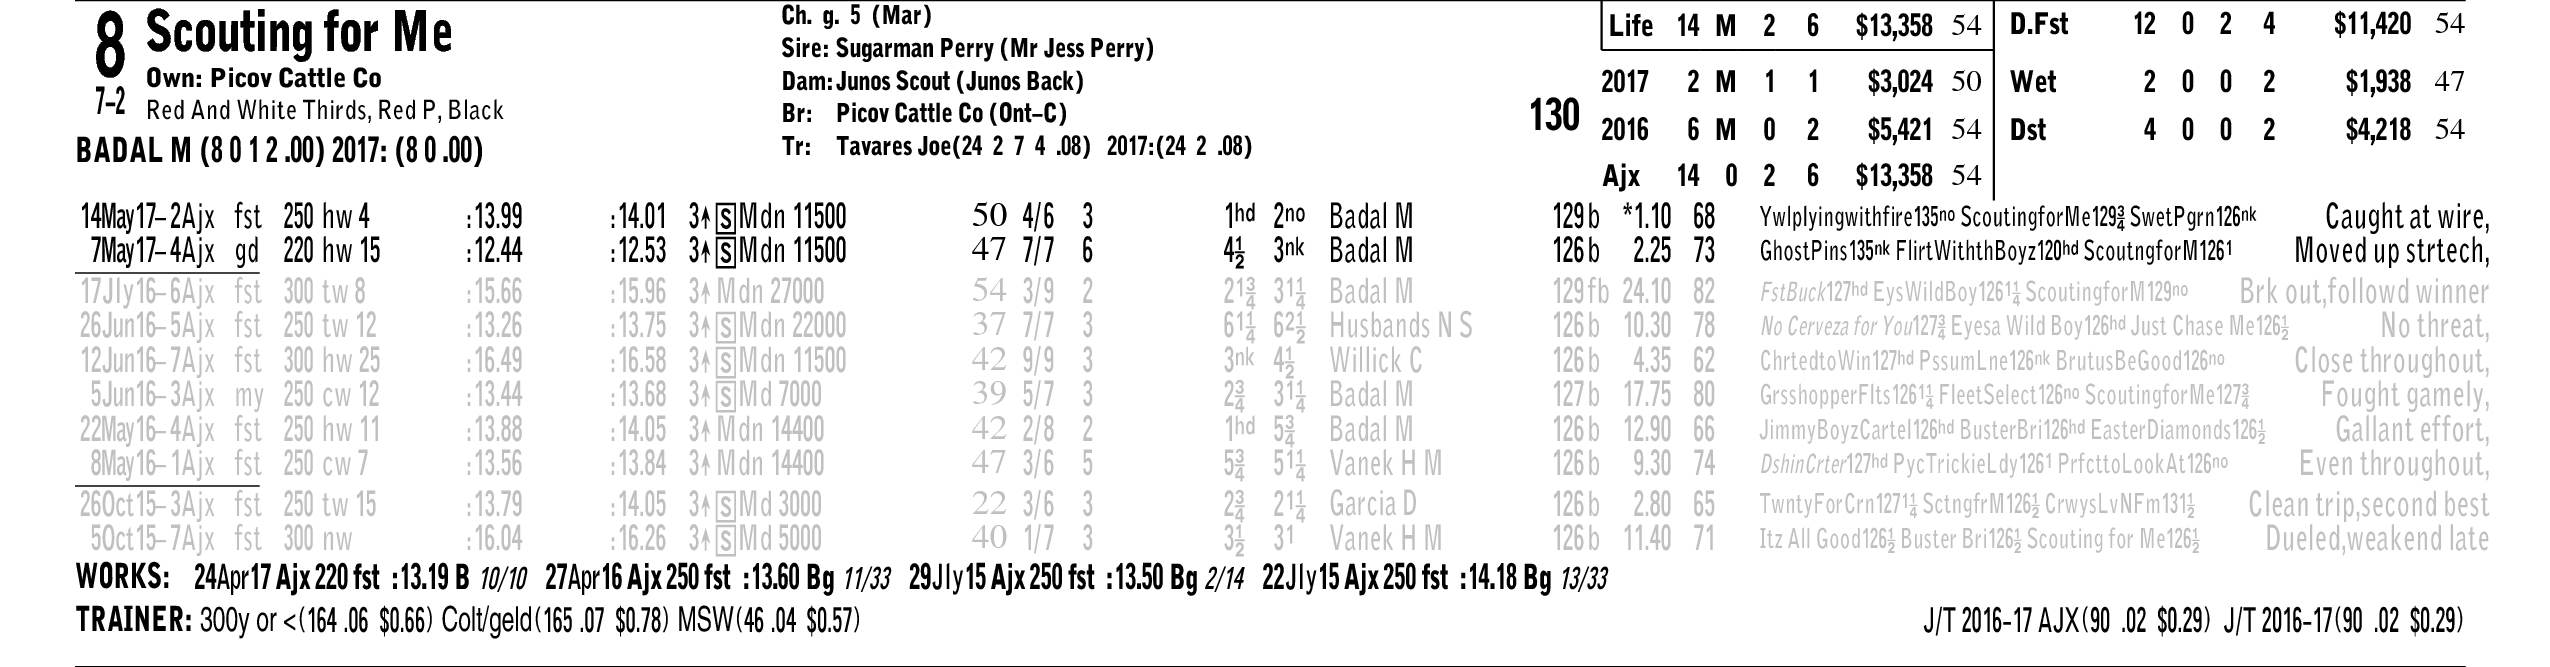 8 Scouting for Me
Own: Picov Cattle Co
7–2 Red And White Thirds, Red P, Black
BADAL M (8 0 1 2 .00) 2017: (8 0 .00)
Ch. g. 5 (Mar)
Sire: Sugarman Perry (Mr Jess Perry)
Dam: Junos Scout (Junos Back)
Br: Picov Cattle Co (Ont–C)
Tr: Tavares Joe(24 2 7 4 .08) 2017:(24 2 .08)
130
Life 14 M 2 6 $13,358 54 D.Fst 12 0 2 4 $11,420 54
2017 2 M 1 1 $3,024 50 Wet 2 0 0 2 $1,938 47
2016 6 M 0 2 $5,421 54 Dst 4 0 0 2 $4,218 54
Ajx 14 0 2 6 $13,358 54
14May17–2Ajx fst 250 hw 4 :13.99 :14.01 3↑ S Mdn 11500 50 4/6 3 1hd 2no Badal M 129 b *1.10 68 Ywlplyingwithfire135no ScoutingforMe129¾ SwetPgrn126nk Caught at wire,
7May17–4Ajx gd 220 hw 15 :12.44 :12.53 3↑ S Mdn 11500 47 7/7 6 4½ 3nk Badal M 126 b 2.25 73 GhostPins135nk FlirtWiththBoyz120hd ScoutngforM1261 Moved up strtech,
17Jly16–6Ajx fst 300 tw 8 :15.66 :15.96 3↑ Mdn 27000 54 3/9 2 21¾ 31¼ Badal M 129 fb 24.10 82 FstBuck127hd EysWildBoy1261¼ ScoutingforM129no Brk out,followd winner
26Jun16–5Ajx fst 250 tw 12 :13.26 :13.75 3↑ S Mdn 22000 37 7/7 3 61¼ 62½ Husbands N S 126 b 10.30 78 No Cerveza for You127¾ Eyesa Wild Boy126hd Just Chase Me126½ No threat,
12Jun16–7Ajx fst 300 hw 25 :16.49 :16.58 3↑ S Mdn 11500 42 9/9 3 3nk 4½ Willick C 126 b 4.35 62 ChrtedtoWin127hd PssumLne126nk BrutusBeGood126no Close throughout,
5Jun16–3Ajx my 250 cw 12 :13.44 :13.68 3↑ S Md 7000 39 5/7 3 2¾ 31¼ Badal M 127 b 17.75 80 GrsshopperFlts1261¼ FleetSelect126no ScoutingforMe127¾ Fought gamely,
22May16–4Ajx fst 250 hw 11 :13.88 :14.05 3↑ Mdn 14400 42 2/8 2 1hd 5¾ Badal M 126 b 12.90 66 JimmyBoyzCartel126hd BusterBri126hd EasterDiamonds126½ Gallant effort,
8May16–1Ajx fst 250 cw 7 :13.56 :13.84 3↑ Mdn 14400 47 3/6 5 5¾ 51¼ Vanek H M 126 b 9.30 74 DshinCrter127hd PycTrickieLdy1261 PrfcttoLookAt126no Even throughout,
26Oct15–3Ajx fst 250 tw 15 :13.79 :14.05 3↑ S Md 3000 22 3/6 3 2¾ 21¼ Garcia D 126 b 2.80 65 TwntyForCrn1271¼ SctngfrM126½ CrwysLvNFm131½ Clean trip,second best
5Oct15–7Ajx fst 300 nw :16.04 :16.26 3↑ S Md 5000 40 1/7 3 3½ 31 Vanek H M 126 b 11.40 71 Itz All Good126½ Buster Bri126½ Scouting for Me126½ Dueled,weakend late
WORKS: 24Apr17 Ajx 220 fst :13.19 B 10/10 27Apr16 Ajx 250 fst :13.60 Bg 11/33 29Jly15 Ajx 250 fst :13.50 Bg 2/14 22Jly15 Ajx 250 fst :14.18 Bg 13/33
TRAINER: 300y or <(164 .06 $0.66) Colt/geld(165 .07 $0.78) MSW(46 .04 $0.57) J/T 2016–17 AJX(90 .02 $0.29) J/T 2016–17(90 .02 $0.29)